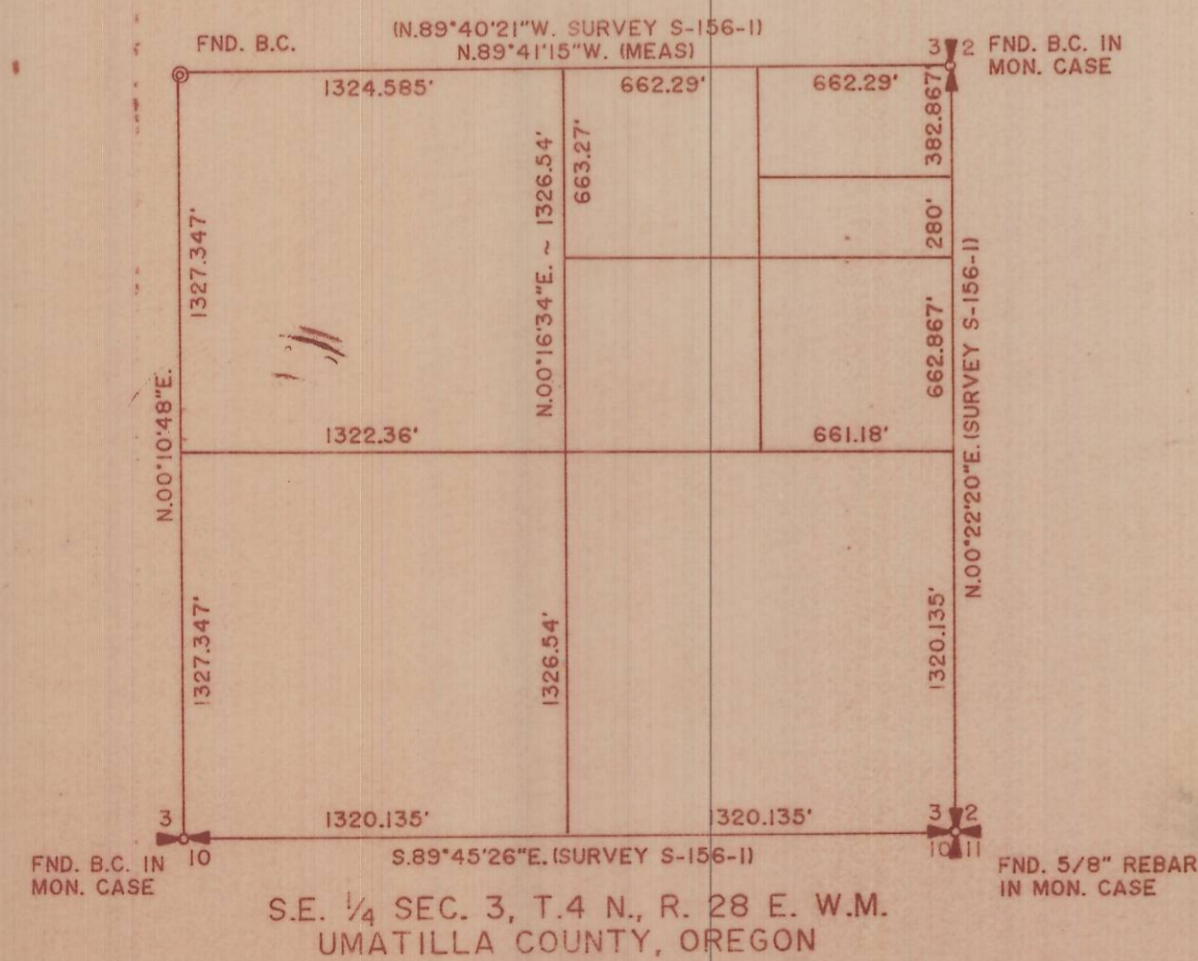 (N.89°40'21"W. SURVEY S-156-1)
N.89°41'15"W. (MEAS)
FND. B.C.
3 2
FND. B.C. IN
MON. CASE
1324.585'
662.29'
662.29'
382.867'
663.27'
N.00°16'34"E. ~ 1326.54'
1327.347'
280'
N.00°10'48"E.
662.867'
N.00°22'20"E. (SURVEY S-156-1)
1322.36'
661.18'
1327.347'
1326.54'
1320.135'
3
10
1320.135'
1320.135'
3 2
10 11
S.89°45'26"E. (SURVEY S-156-1)
FND. B.C. IN
MON. CASE
FND. 5/8" REBAR
IN MON. CASE
S.E. 1/4 SEC. 3, T.4 N., R. 28 E. W.M.
UMATILLA COUNTY, OREGON